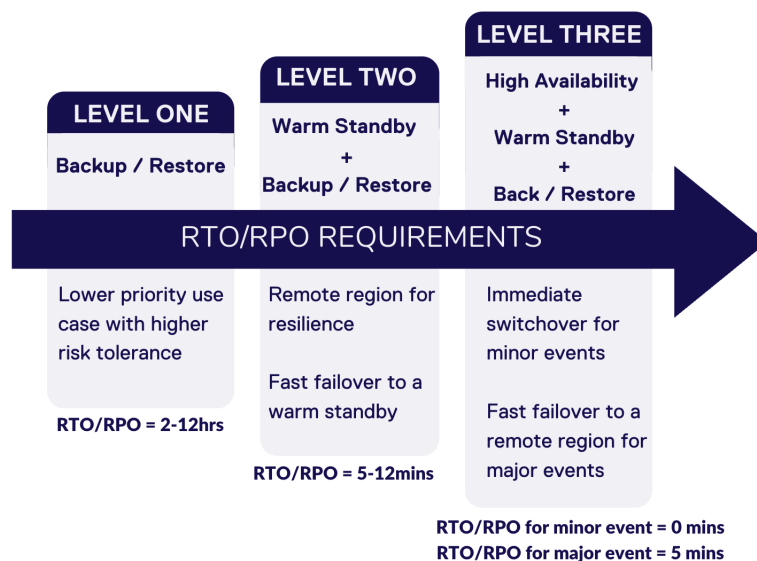 LEVEL ONE
Backup / Restore
LEVEL TWO
Warm Standby
+
Backup / Restore
LEVEL THREE
High Availability
+
Warm Standby
+
Back / Restore
RTO/RPO REQUIREMENTS
Lower priority use
case with higher
risk tolerance
RTO/RPO = 2-12hrs
Remote region for
resilience
Fast failover to a
warm standby
RTO/RPO = 5-12mins
Immediate
switchover for
minor events
Fast failover to a
remote region for
major events
RTO/RPO for minor event = 0 mins
RTO/RPO for major event = 5 mins